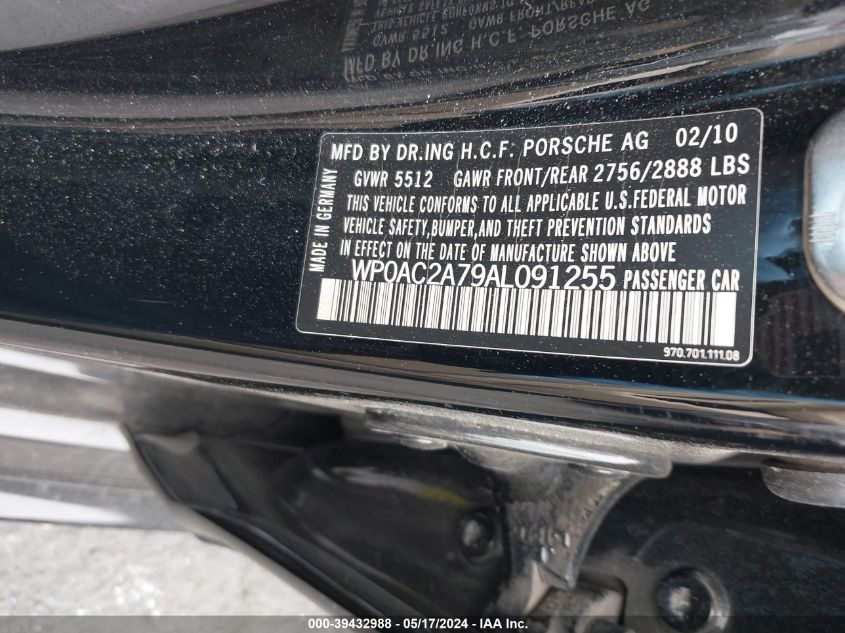 MFD BY DR.ING H.C.F. PORSCHE AG 02/10
GVWR 5512 GAWR FRONT/REAR 2756/2888 LBS
THIS VEHICLE CONFORMS TO ALL APPLICABLE U.S.FEDERAL MOTOR
VEHICLE SAFETY,BUMPER,AND THEFT PREVENTION STANDARDS
IN EFFECT ON THE DATE OF MANUFACTURE SHOWN ABOVE
WP0AC2A79AL091255 PASSENGER CAR
MADE IN GERMANY
970.701.111.08
000-39432988 - 05/17/2024 - IAAI.COM